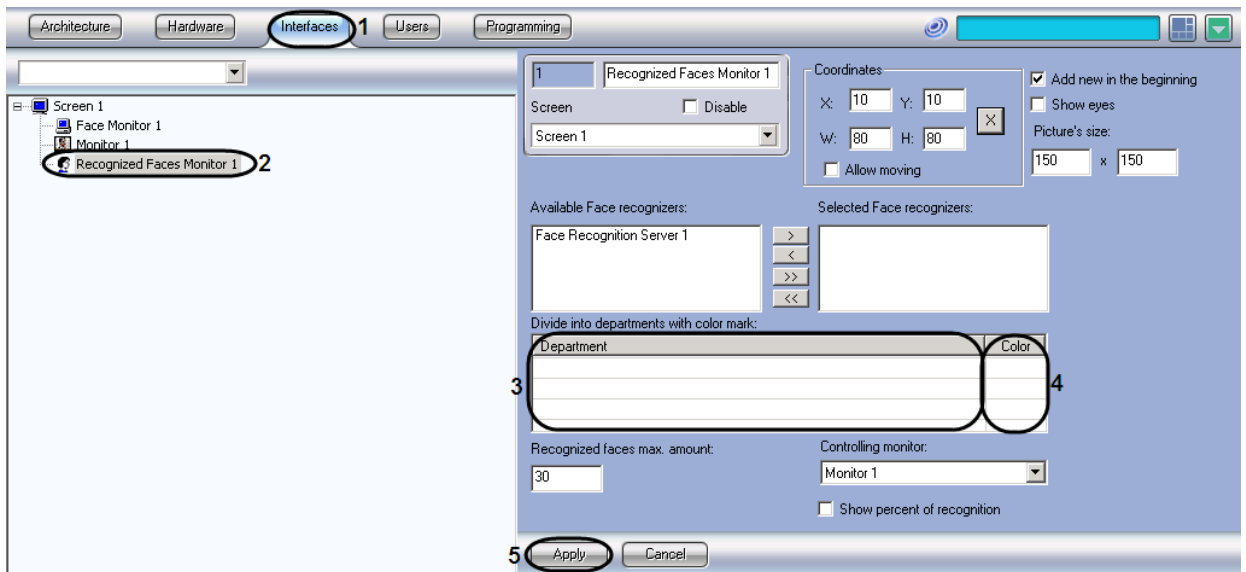 Architecture Hardware Interfaces 1 Users Programming
Screen 1
Face Monitor 1
Monitor 1
Recognized Faces Monitor 1 2
1 Recognized Faces Monitor 1
Screen Disable
Screen 1
Coordinates
X: 10 Y: 10 X
W: 80 H: 80
Allow moving
Add new in the beginning
Show eyes
Picture's size:
150 x 150
Available Face recognizers: Selected Face recognizers:
Face Recognition Server 1
>
<
>>
<<
Divide into departments with color mark:
Department Color
3 4
Recognized faces max. amount: Controlling monitor:
30 Monitor 1
Show percent of recognition
5 Apply Cancel